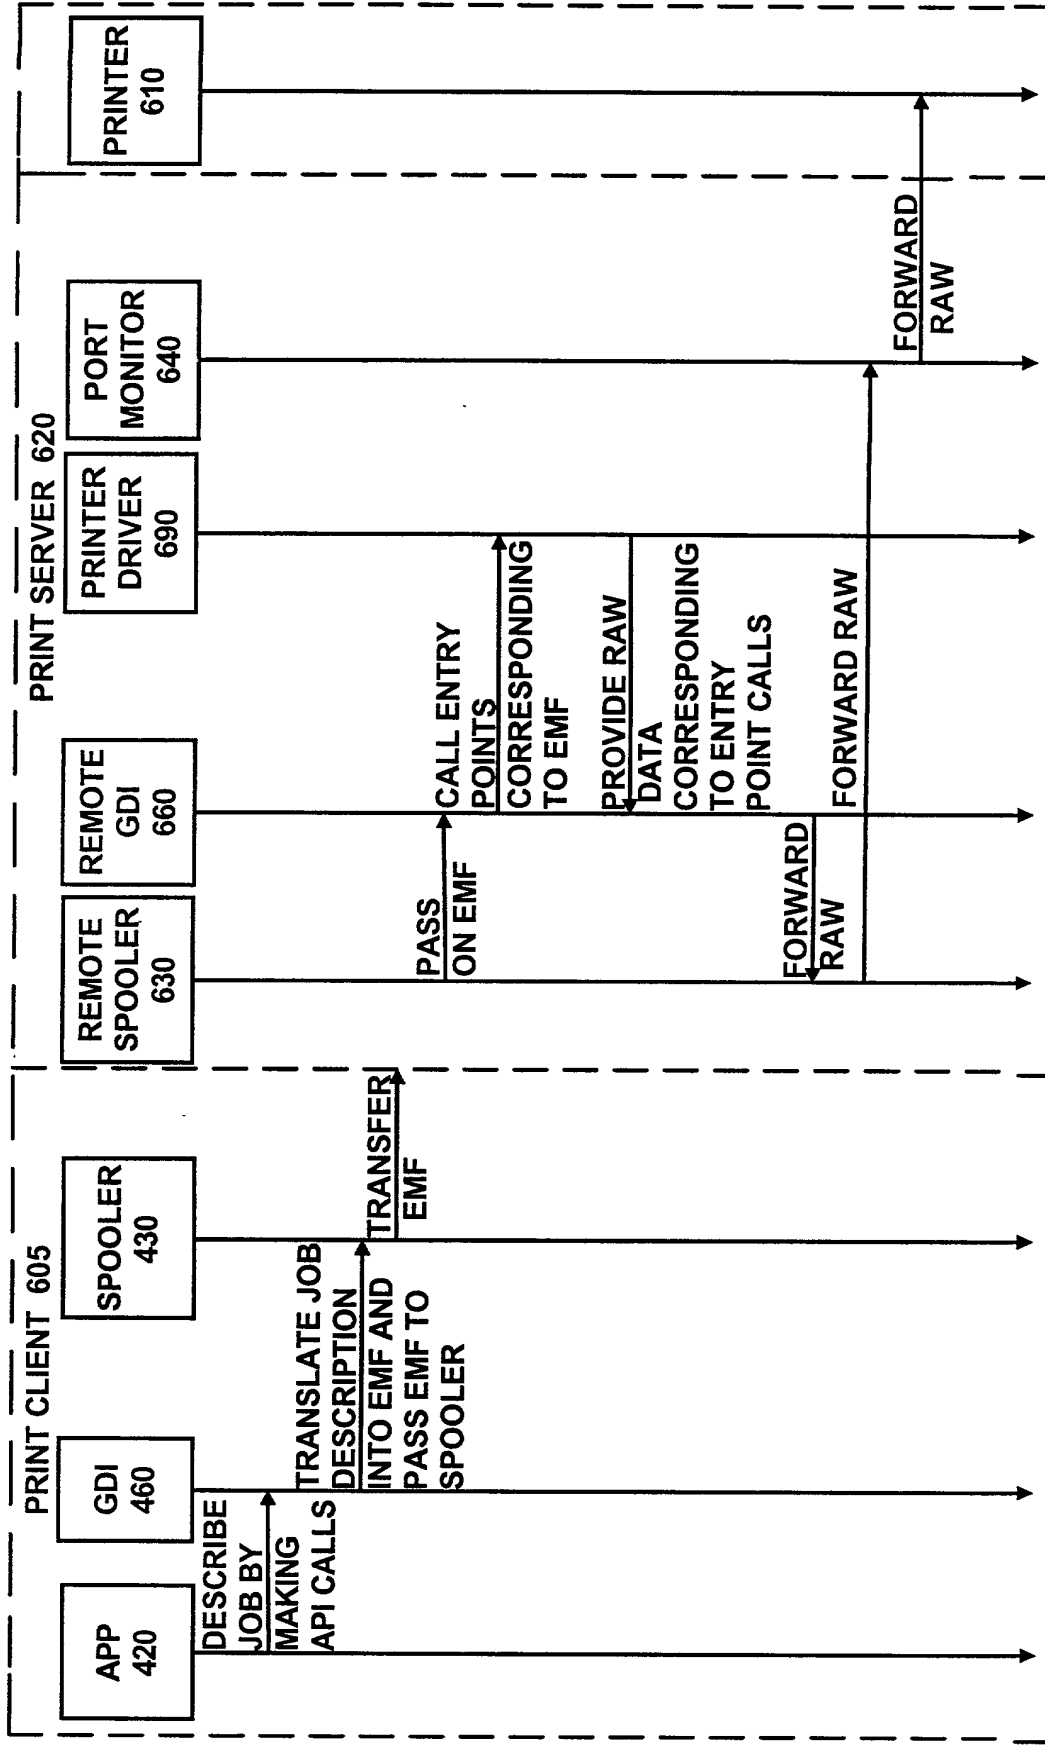 PRINT CLIENT 605
PRINT SERVER 620
APP
420
GDI
460
SPOOLER
430
REMOTE
SPOOLER
630
REMOTE
GDI
660
PRINTER
DRIVER
690
PORT
MONITOR
640
PRINTER
610
DESCRIBE
JOB BY
MAKING
API CALLS
TRANSLATE JOB
DESCRIPTION
INTO EMF AND
PASS EMF TO
SPOOLER
TRANSFER
EMF
PASS
ON EMF
CALL ENTRY
POINTS
CORRESPONDING
TO EMF
PROVIDE RAW
DATA
CORRESPONDING
TO ENTRY
POINT CALLS
FORWARD
RAW
FORWARD RAW
FORWARD
RAW